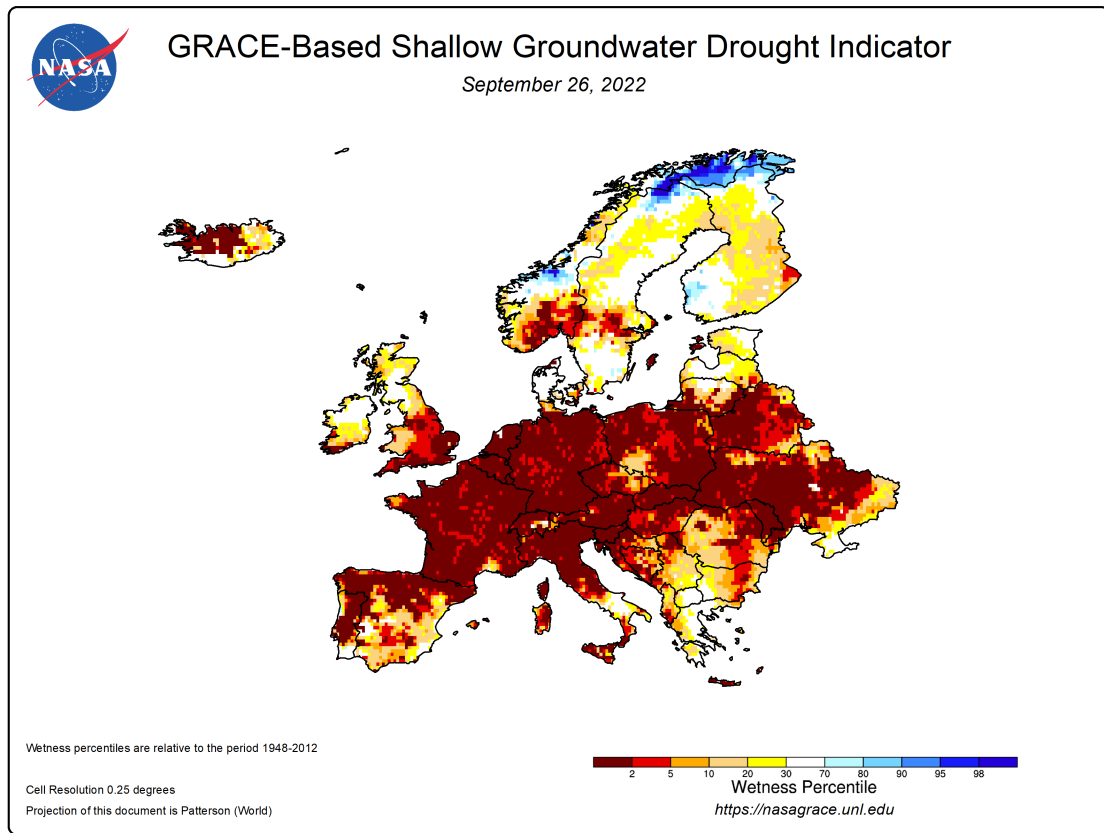 NASA
GRACE-Based Shallow Groundwater Drought Indicator
September 26, 2022
Wetness percentiles are relative to the period 1948-2012
Cell Resolution 0.25 degrees
Projection of this document is Patterson (World)
2 5 10 20 30 70 80 90 95 98
Wetness Percentile
https://nasagrace.unl.edu